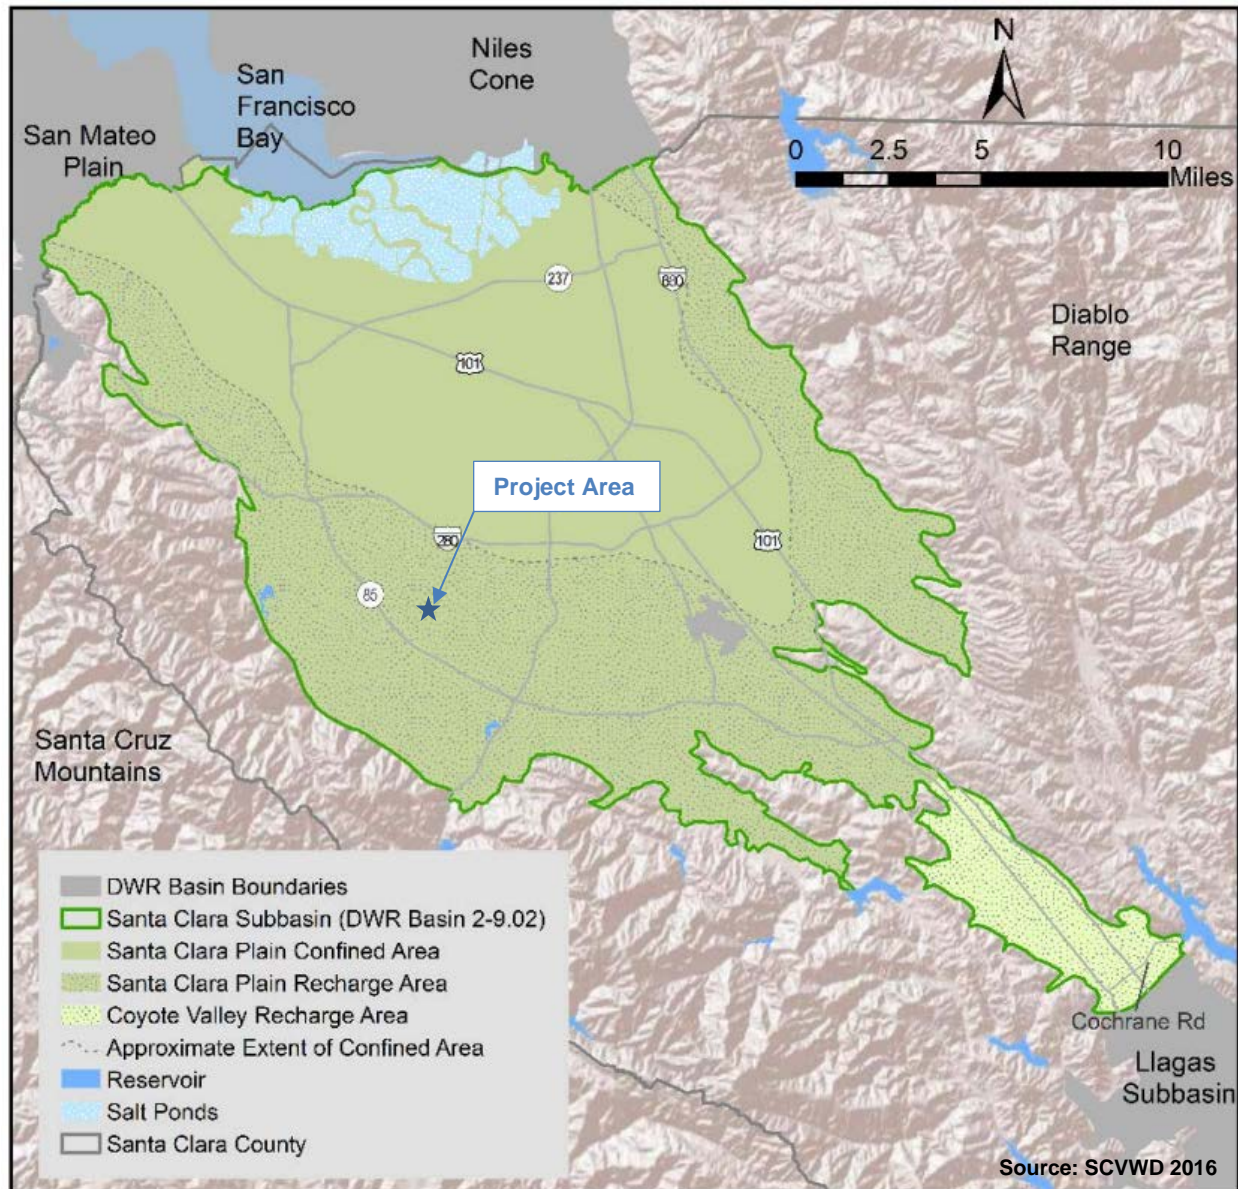 Niles
Cone
San
Francisco
Bay
San Mateo
Plain
N
0 2.5 5 10
Miles
237
680
Diablo
Range
101
Project Area
280
101
85
Santa Cruz
Mountains
DWR Basin Boundaries
Santa Clara Subbasin (DWR Basin 2-9.02)
Santa Clara Plain Confined Area
Santa Clara Plain Recharge Area
Coyote Valley Recharge Area
Approximate Extent of Confined Area
Reservoir
Salt Ponds
Santa Clara County
Cochrane Rd
Llagas
Subbasin
Source: SCVWD 2016